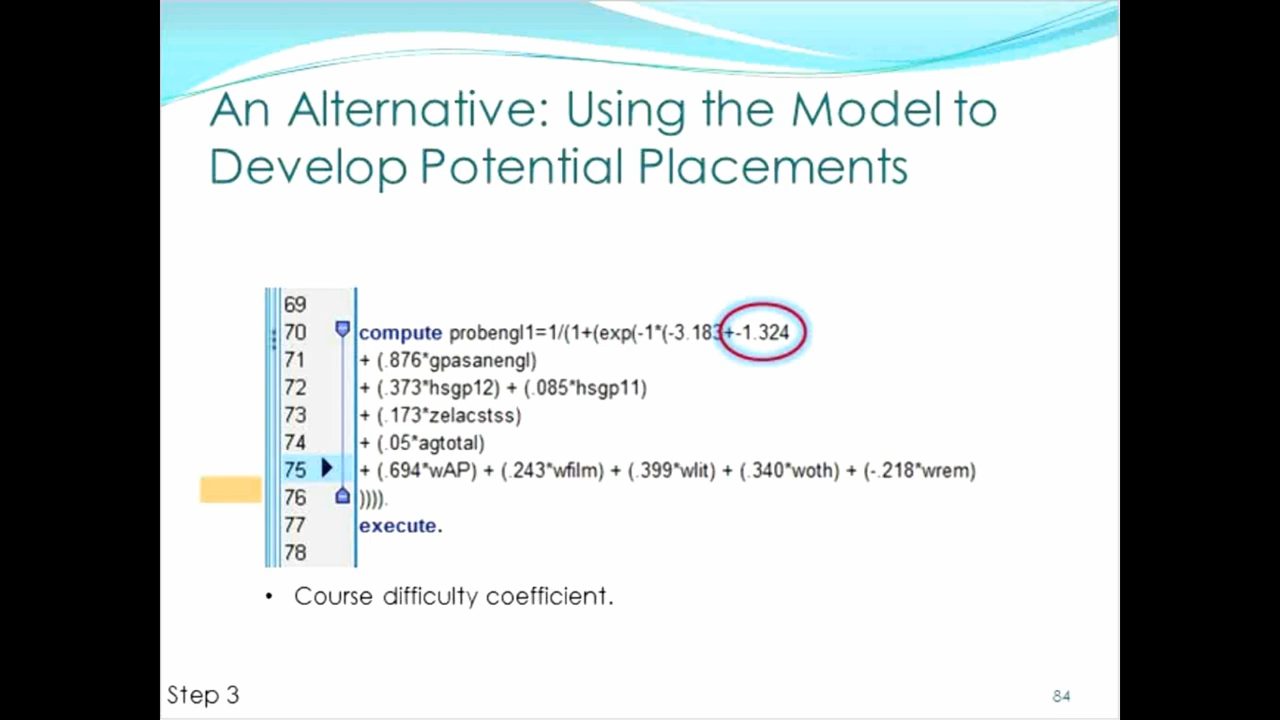 An Alternative: Using the Model to
Develop Potential Placements
69
70 compute probengl1=1/(1+(exp(-1*(-3.183+-1.324
71 + (.876*gpasanengl)
72 + (.373*hsgp12) + (.085*hsgp11)
73 + (.173*zelacstss)
74 + (.05*agtotal)
75 + (.694*wAP) + (.243*wfilm) + (.399*wlit) + (.340*woth) + (-.218*wrem)
76 )))).
77 execute.
78
• Course difficulty coefficient.
Step 3
84